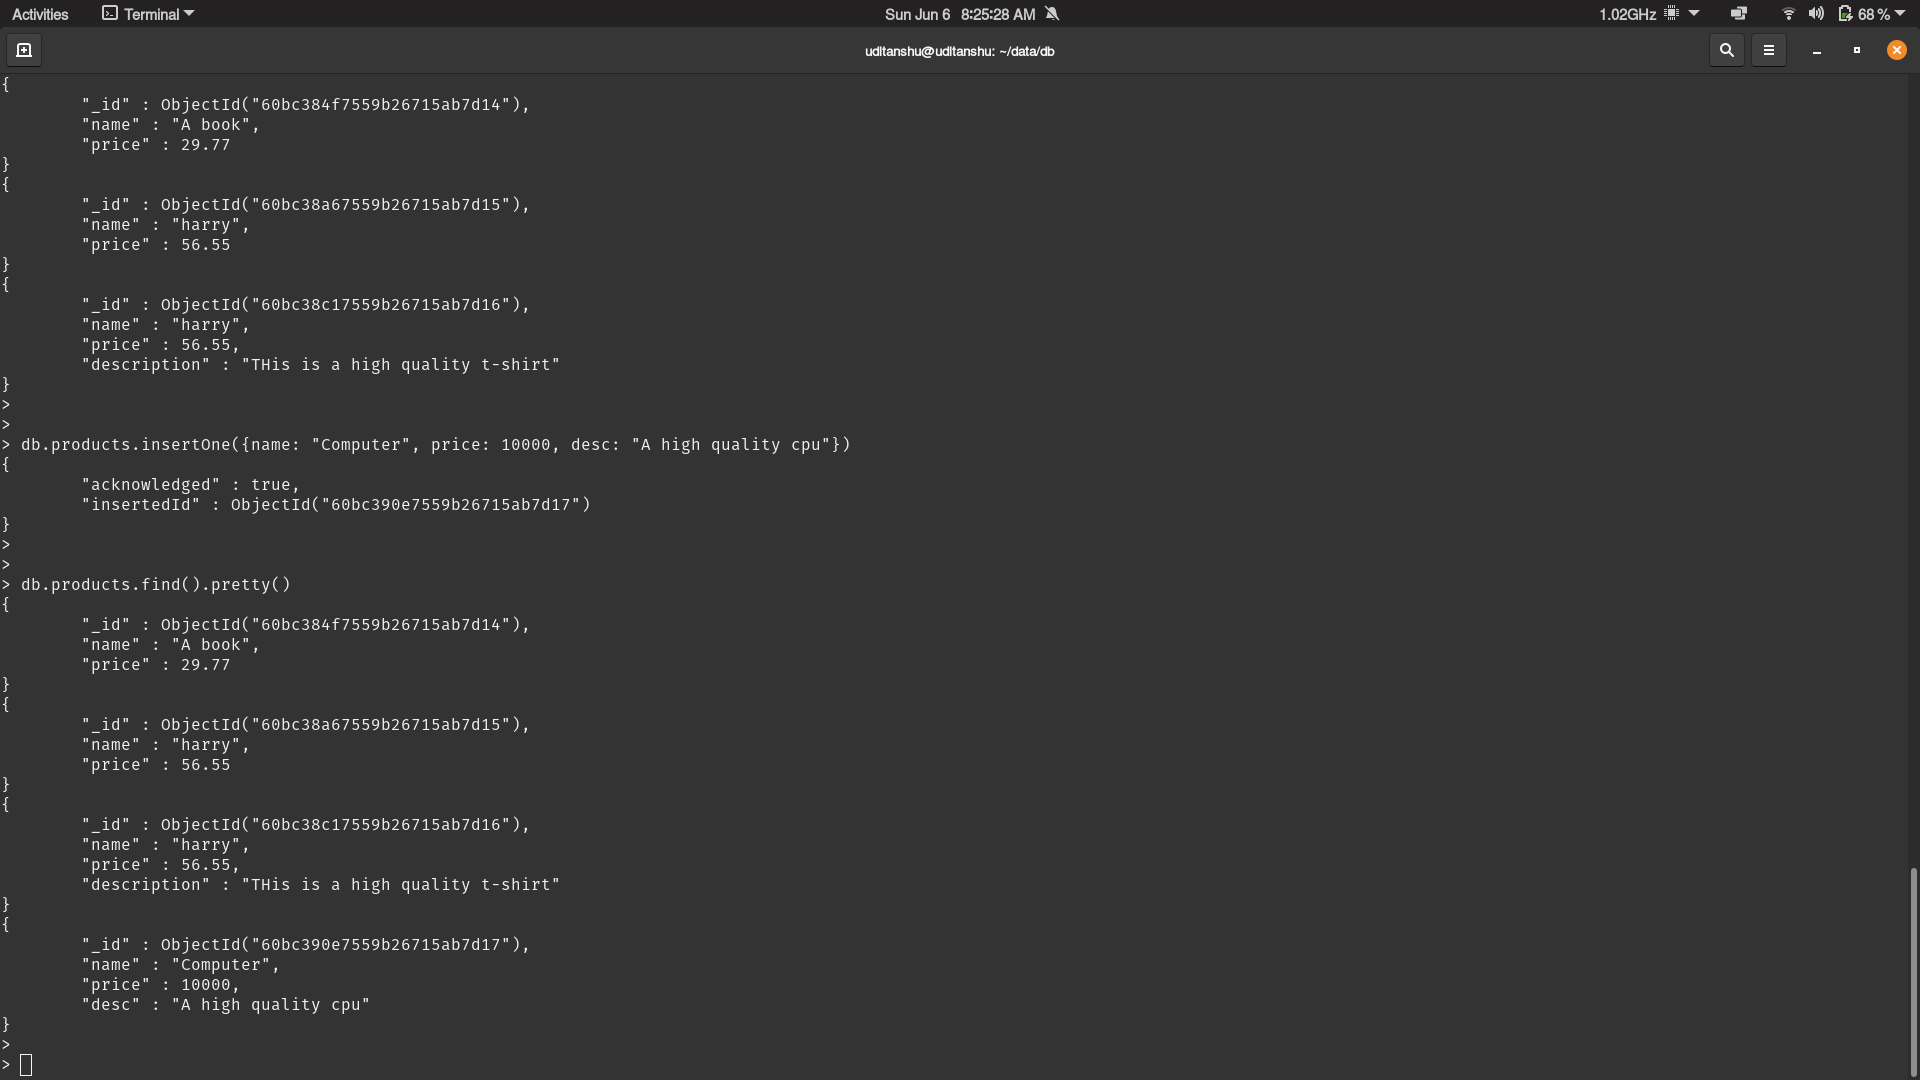 Activities Terminal Sun Jun 6 8:25:28 AM 1.02GHz 68 %
uditanshu@uditanshu: ~/data/db
{
"_id" : ObjectId("60bc384f7559b26715ab7d14"),
"name" : "A book",
"price" : 29.77
}
{
"_id" : ObjectId("60bc38a67559b26715ab7d15"),
"name" : "harry",
"price" : 56.55
}
{
"_id" : ObjectId("60bc38c17559b26715ab7d16"),
"name" : "harry",
"price" : 56.55,
"description" : "THis is a high quality t-shirt"
}
>
>
> db.products.insertOne({name: "Computer", price: 10000, desc: "A high quality cpu"})
{
"acknowledged" : true,
"insertedId" : ObjectId("60bc390e7559b26715ab7d17")
}
>
>
> db.products.find().pretty()
{
"_id" : ObjectId("60bc384f7559b26715ab7d14"),
"name" : "A book",
"price" : 29.77
}
{
"_id" : ObjectId("60bc38a67559b26715ab7d15"),
"name" : "harry",
"price" : 56.55
}
{
"_id" : ObjectId("60bc38c17559b26715ab7d16"),
"name" : "harry",
"price" : 56.55,
"description" : "THis is a high quality t-shirt"
}
{
"_id" : ObjectId("60bc390e7559b26715ab7d17"),
"name" : "Computer",
"price" : 10000,
"desc" : "A high quality cpu"
}
>
>